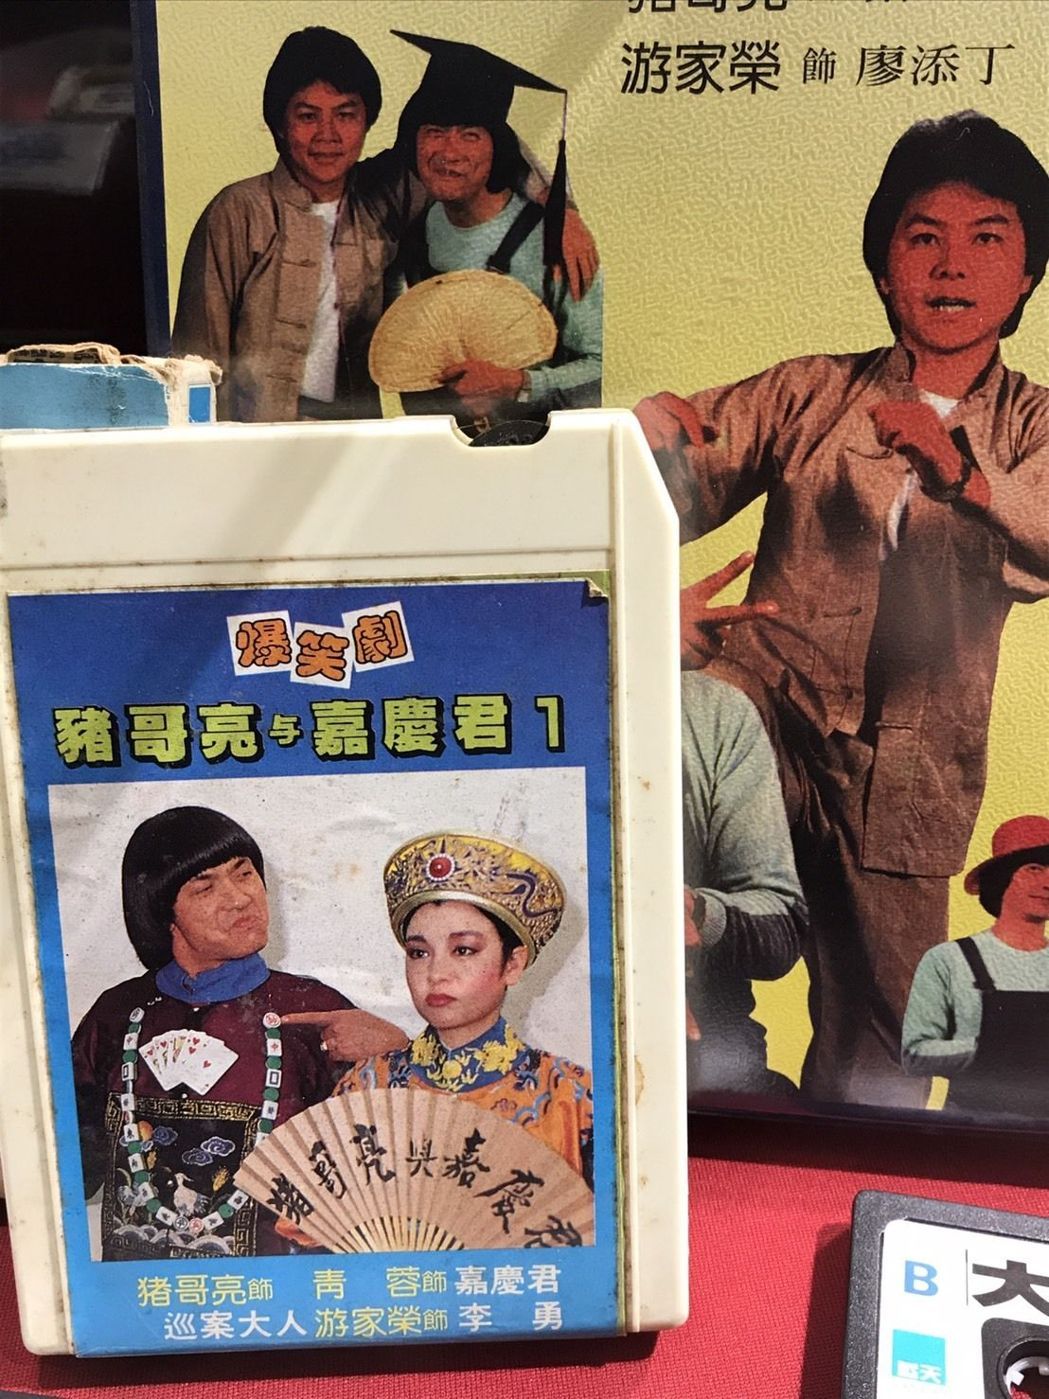 游家榮 飾 廖添丁
爆笑劇
豬哥亮与嘉慶君 1
豬哥亮與嘉慶君
豬哥亮飾 青 蓉飾 嘉慶君
巡案大人 游家榮飾 李 勇
B 大